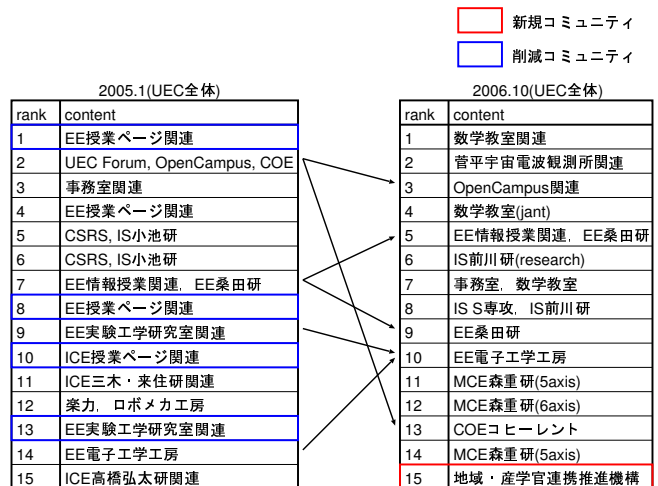 新規コミュニティ
削減コミュニティ
2005.1(UEC全体)
rank content
1 EE授業ページ関連
2 UEC Forum, OpenCampus, COE
3 事務室関連
4 EE授業ページ関連
5 CSRS, IS小池研
6 CSRS, IS小池研
7 EE情報授業関連, EE桑田研
8 EE授業ページ関連
9 EE実験工学研究室関連
10 ICE授業ページ関連
11 ICE三木・来住研関連
12 楽力, ロボメカ工房
13 EE実験工学研究室関連
14 EE電子工学工房
15 ICE高橋弘太研関連
2006.10(UEC全体)
rank content
1 数学教室関連
2 菅平宇宙電波観測所関連
3 OpenCampus関連
4 数学教室(jant)
5 EE情報授業関連, EE桑田研
6 IS前川研(research)
7 事務室, 数学教室
8 IS S専攻, IS前川研
9 EE桑田研
10 EE電子工学工房
11 MCE森重研(5axis)
12 MCE森重研(6axis)
13 COEコヒーレント
14 MCE森重研(5axis)
15 地域・産学官連携推進機構